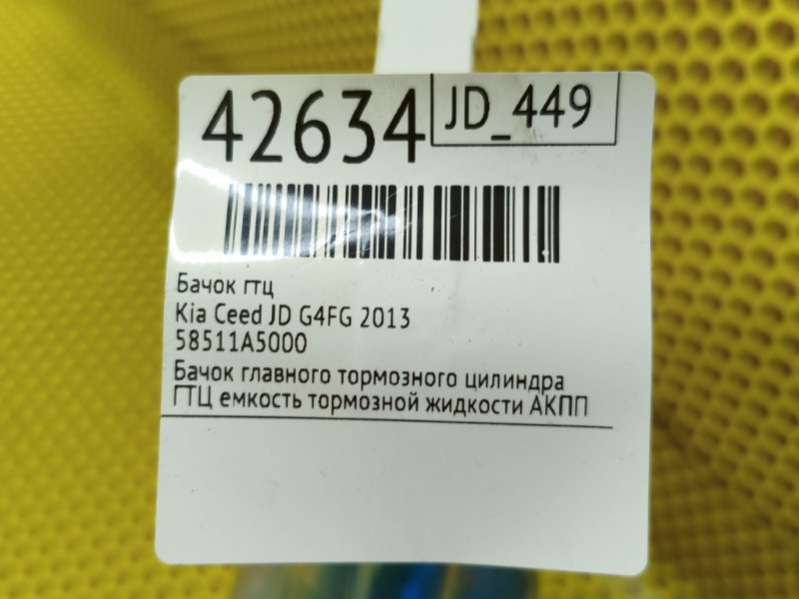 42634 JD_449
Бачок гтц
Kia Ceed JD G4FG 2013
58511A5000
Бачок главного тормозного цилиндра
ГТЦ емкость тормозной жидкости АКПП